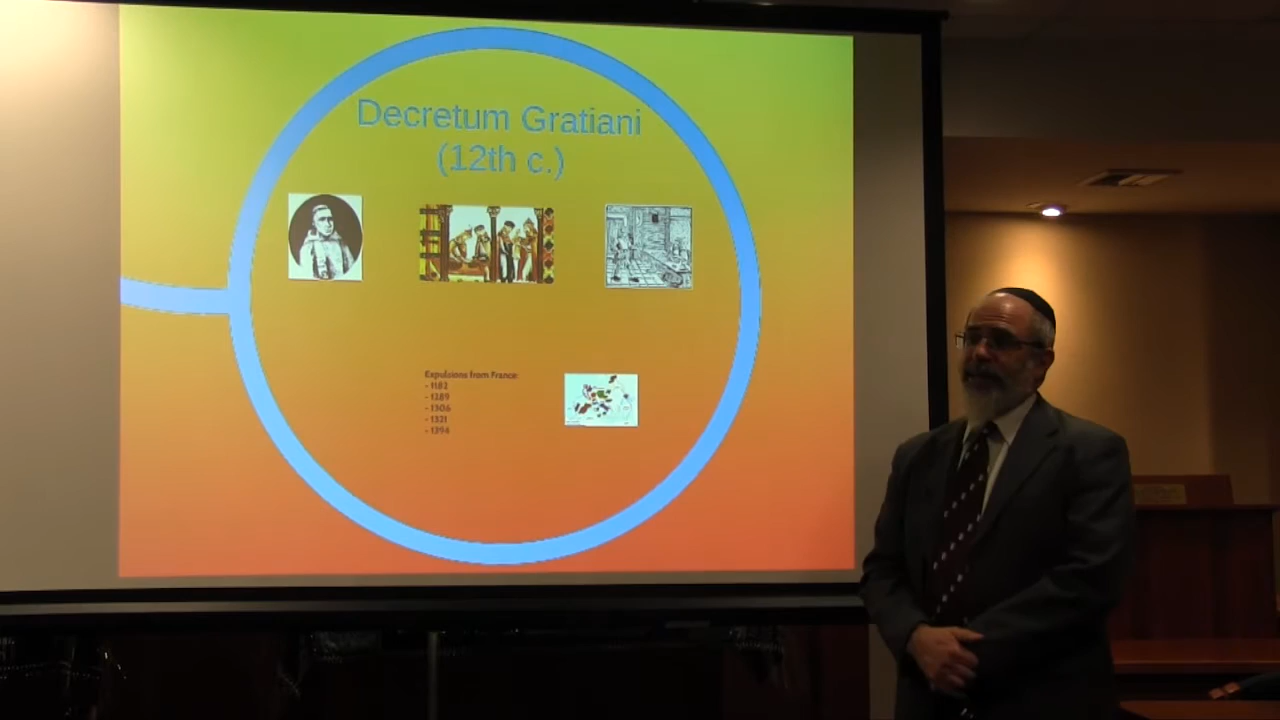 Decretum Gratiani
(12th c.)
Expulsions from France:
- 1182
- 1289
- 1306
- 1321
- 1394